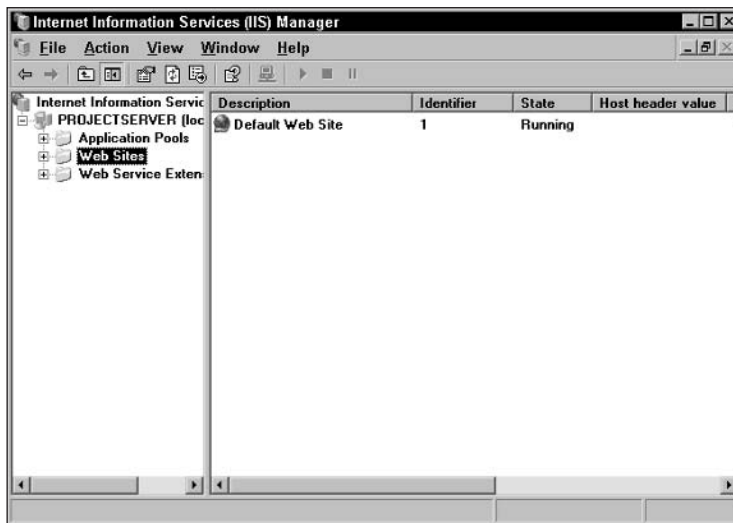 Internet Information Services (IIS) Manager
File Action View Window Help
Internet Information Servic
PROJECTSERVER (loc
Application Pools
Web Sites
Web Service Exten
Description Identifier State Host header value
Default Web Site 1 Running